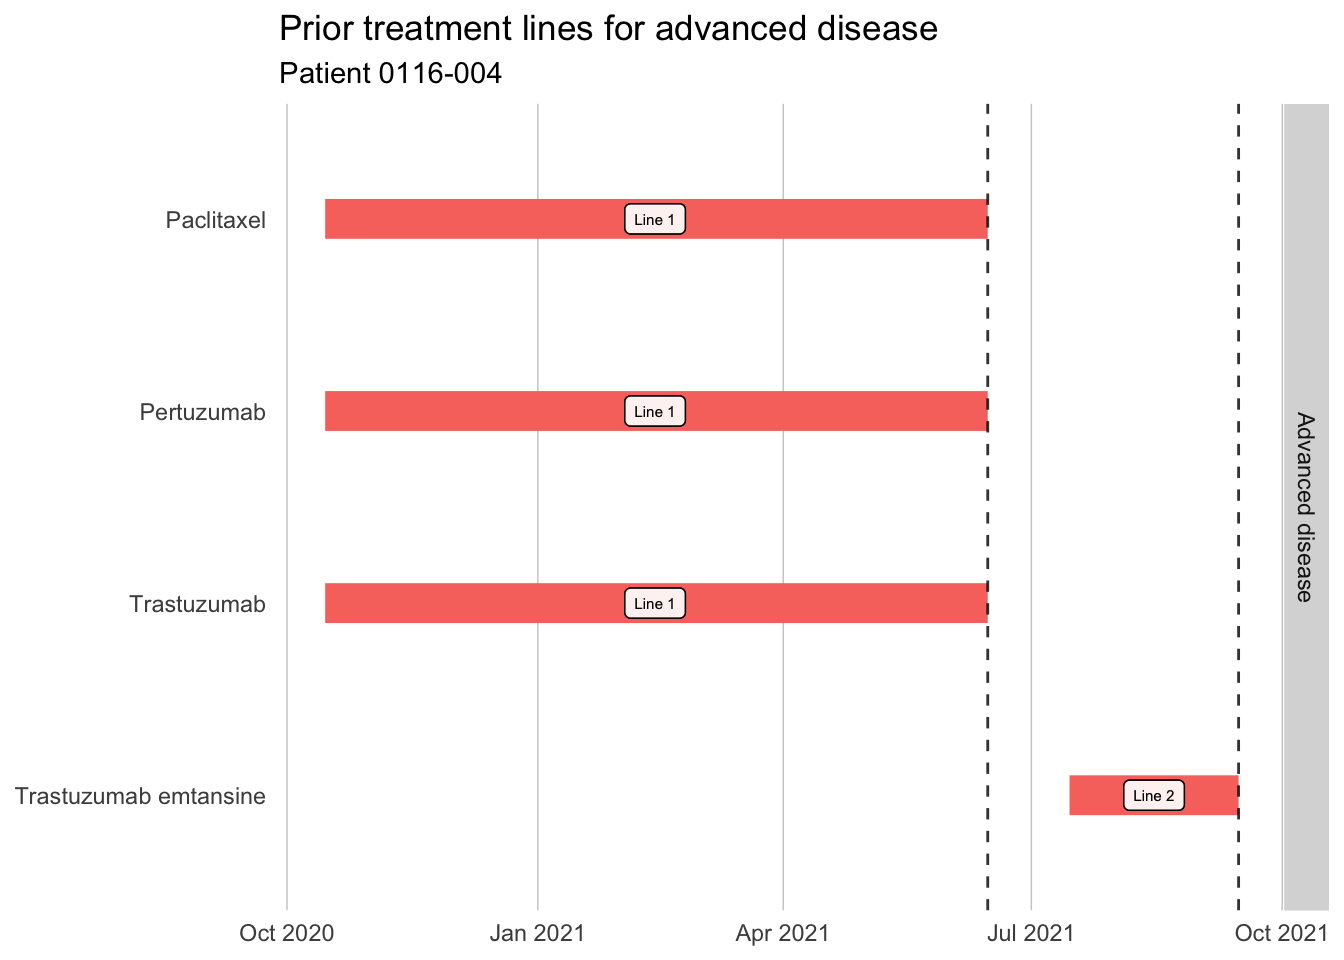 Prior treatment lines for advanced disease
Patient 0116-004
Paclitaxel
Line 1
Pertuzumab
Line 1
Trastuzumab
Line 1
Trastuzumab emtansine
Line 2
Advanced disease
Oct 2020
Jan 2021
Apr 2021
Jul 2021
Oct 2021